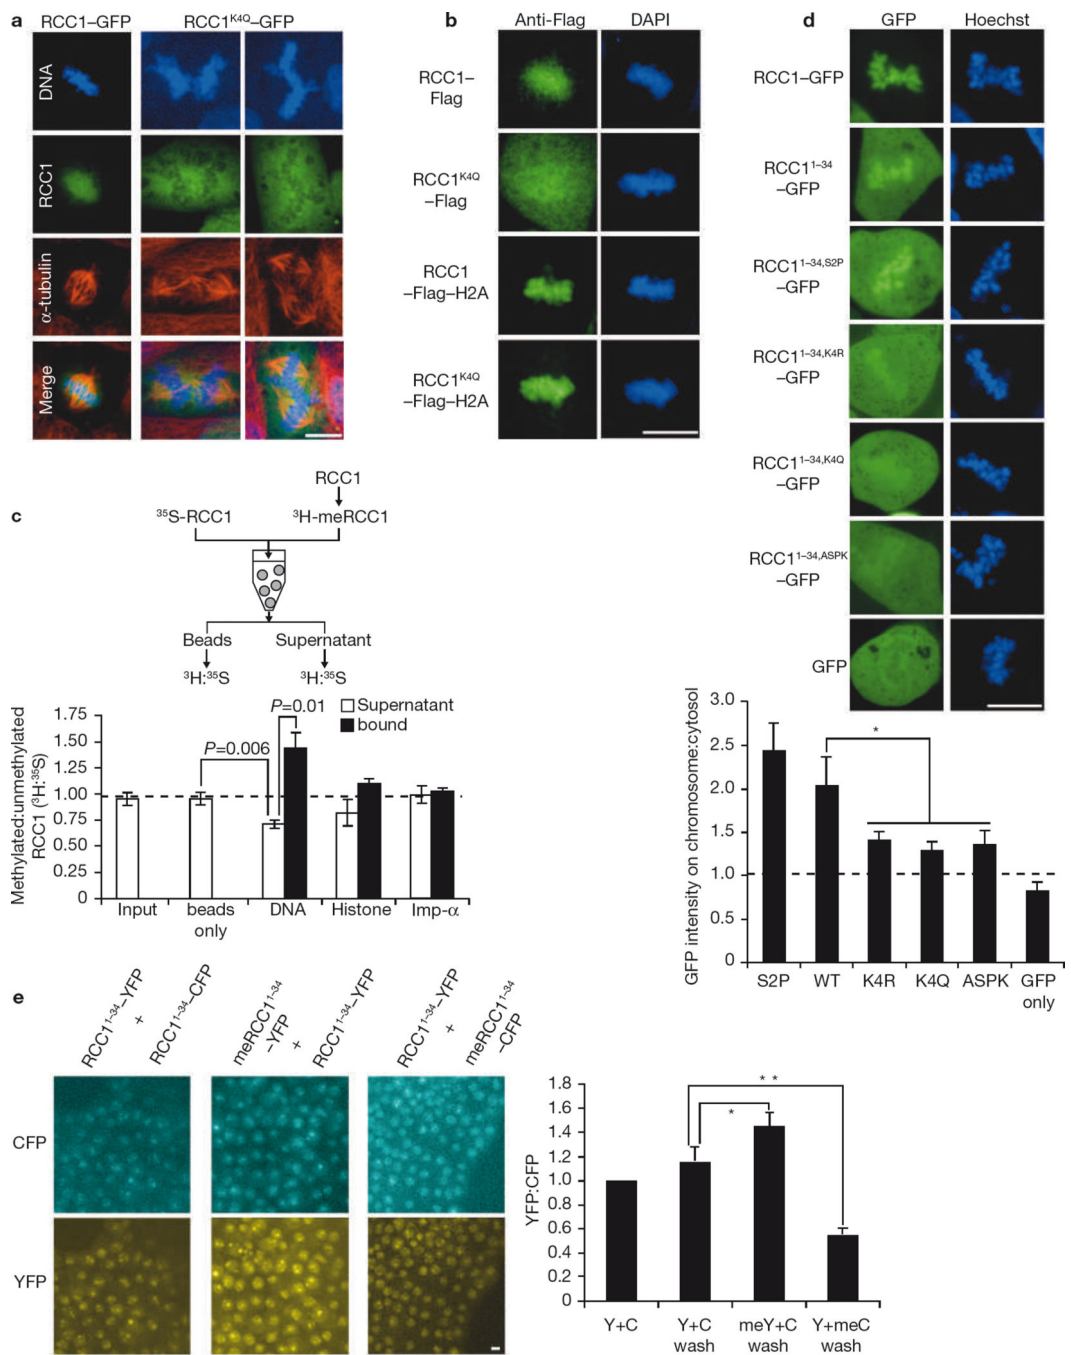 a
RCC1–GFP
RCC1K4Q–GFP
DNA
RCC1
α-tubulin
Merge
b
Anti-Flag
DAPI
RCC1–
Flag
RCC1K4Q
–Flag
RCC1
–Flag–H2A
RCC1K4Q
–Flag–H2A
c
RCC1
35S-RCC1
3H-meRCC1
Beads
Supernatant
3H:35S
3H:35S
Methylated:unmethylated
RCC1 (3H:35S)
1.75
1.50
1.25
1.00
0.75
0.50
0.25
0
P=0.01
P=0.006
Supernatant
bound
Input
beads
only
DNA
Histone
Imp-α
d
GFP
Hoechst
RCC1–GFP
RCC11–34
–GFP
RCC11–34,S2P
–GFP
RCC11–34,K4R
–GFP
RCC11–34,K4Q
–GFP
RCC11–34,ASPK
–GFP
GFP
GFP intensity on chromosome:cytosol
3.0
2.5
2.0
1.5
1.0
0.5
0
*
S2P
WT
K4R
K4Q
ASPK
GFP
only
e
RCC11–34–YFP
+
RCC11–34–CFP
meRCC11–34
–YFP
+
RCC11–34–YFP
RCC11–34–YFP
+
meRCC11–34
–CFP
CFP
YFP
YFP:CFP
1.8
1.6
1.4
1.2
1.0
0.8
0.6
0.4
0.2
0
* *
*
Y+C
Y+C
wash
meY+C
wash
Y+meC
wash